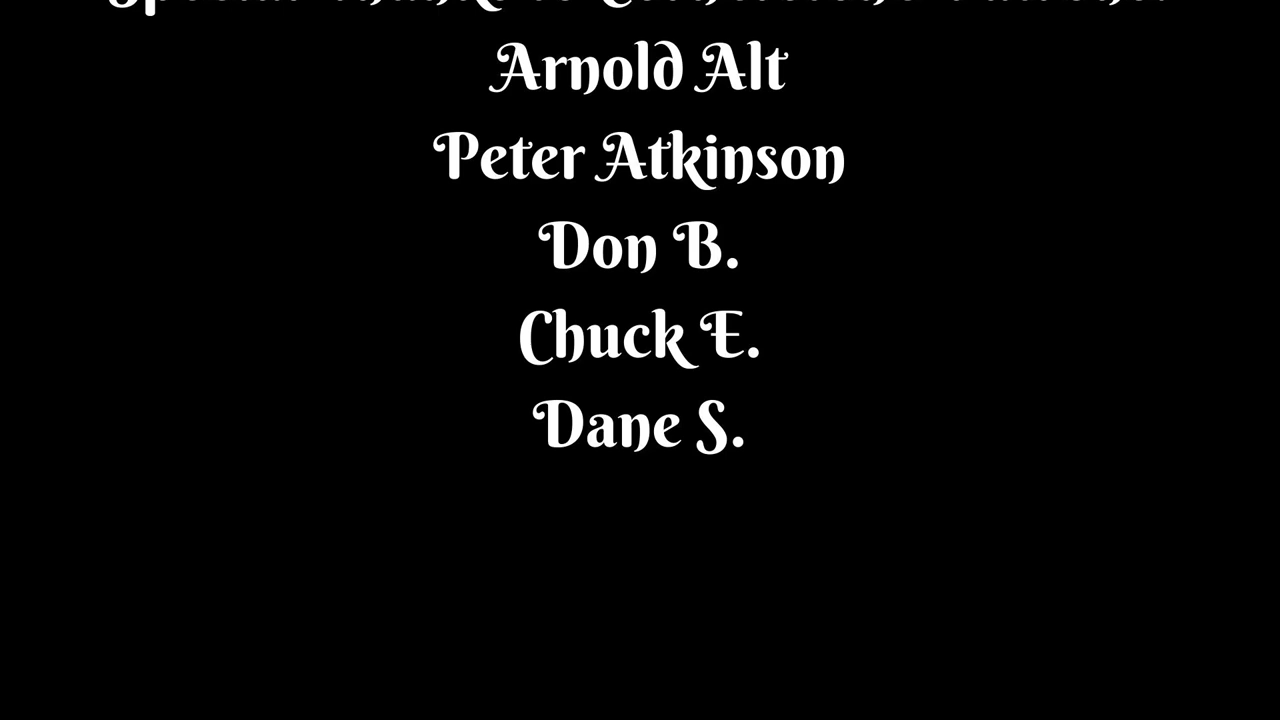 Arnold Alt
Peter Atkinson
Don B.
Chuck E.
Dane S.